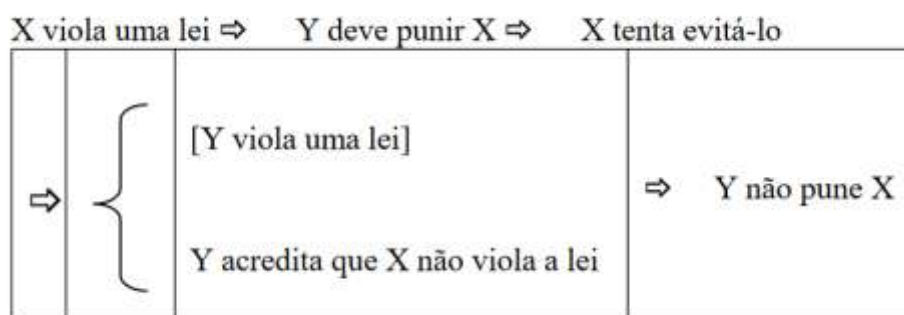 X viola uma lei ⇨ Y deve punir X ⇨ X tenta evitá-lo
[Y viola uma lei]
⇨ { ⇨ Y não pune X
Y acredita que X não viola a lei